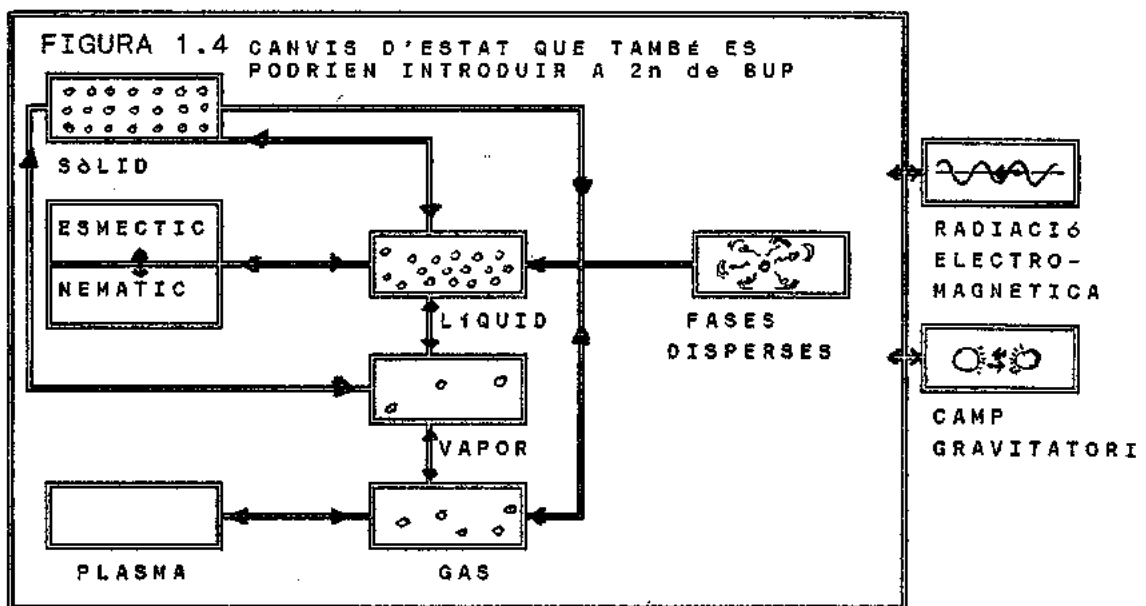 FIGURA 1.4 CANVIS D'ESTAT QUE TAMBÉ ES
PODRIEN INTRODUIR A 2n de BUP
SòLID
ESMECTIC
NEMATIC
LíQUID
VAPOR
PLASMA
GAS
FASES
DISPERSES
RADIACIó
ELECTRO-
MAGNETICA
CAMP
GRAVITATORI